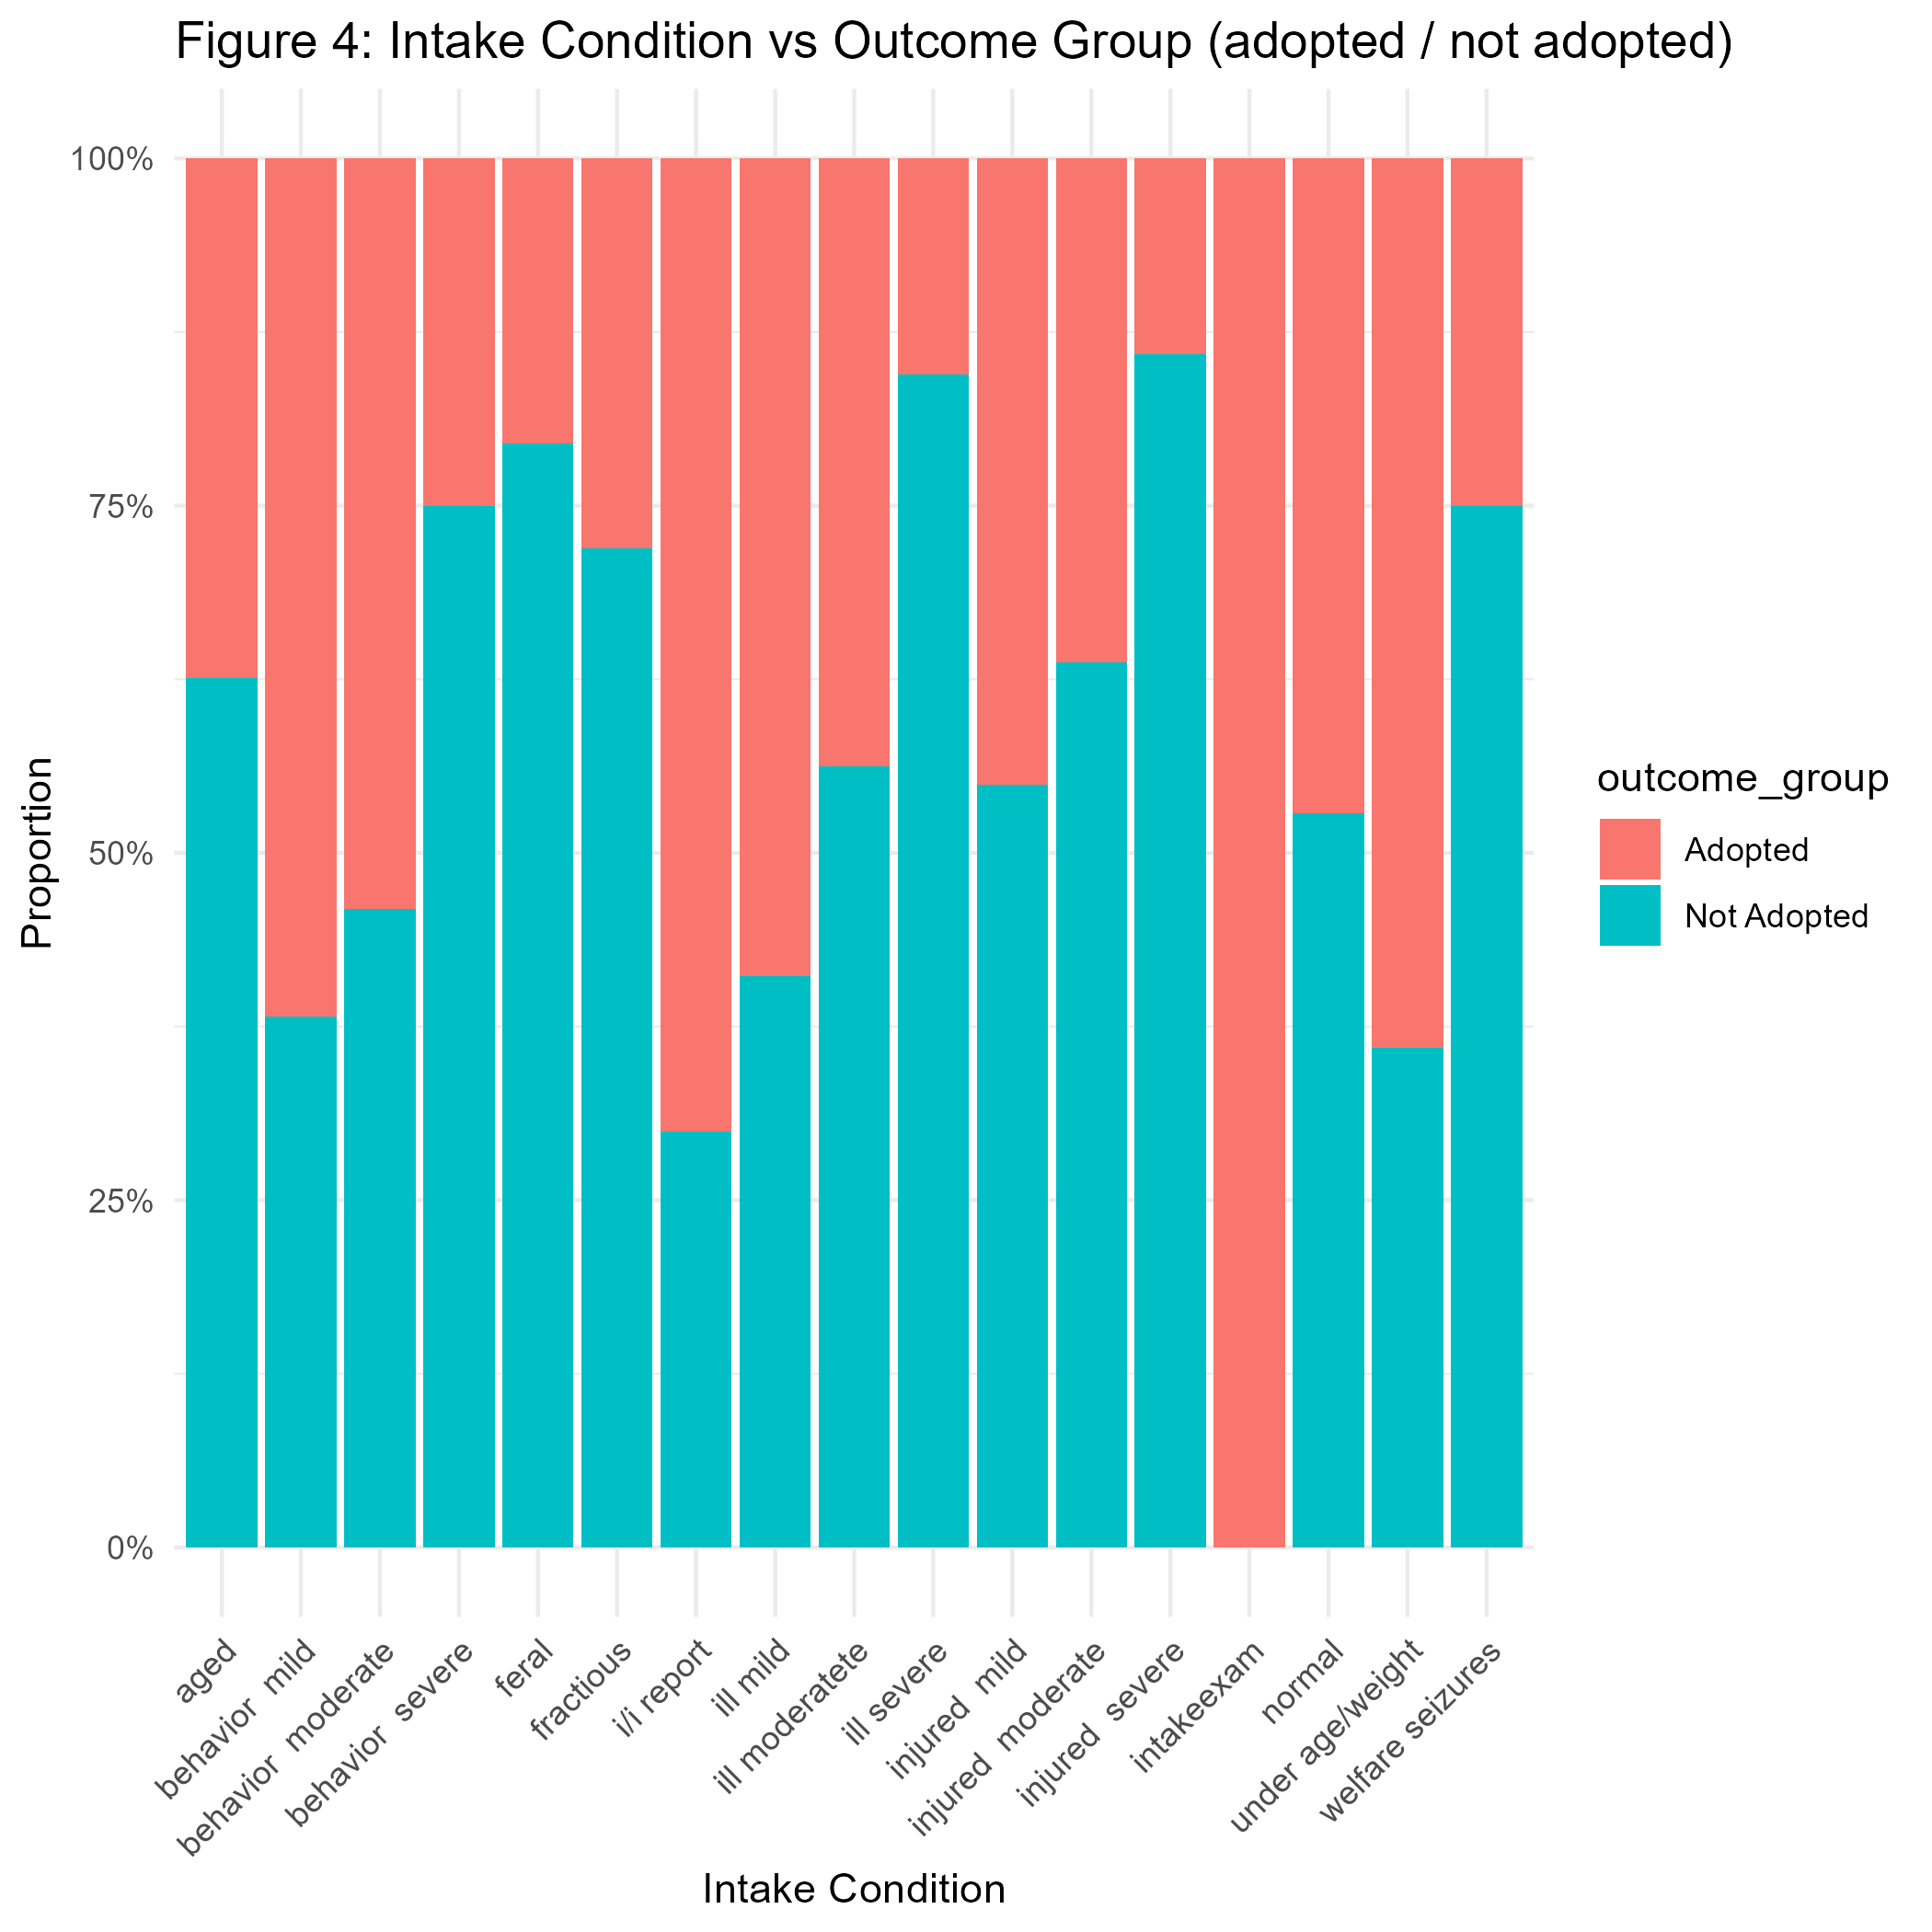 Figure 4: Intake Condition vs Outcome Group (adopted / not adopted)
100%
75%
50%
25%
0%
Proportion
aged
behavior  mild
behavior  moderate
behavior  severe
feral
fractious
i/i report
ill mild
ill moderatete
ill severe
injured  mild
injured  moderate
injured  severe
intakeexam
normal
under age/weight
welfare seizures
Intake Condition
outcome_group
Adopted
Not Adopted